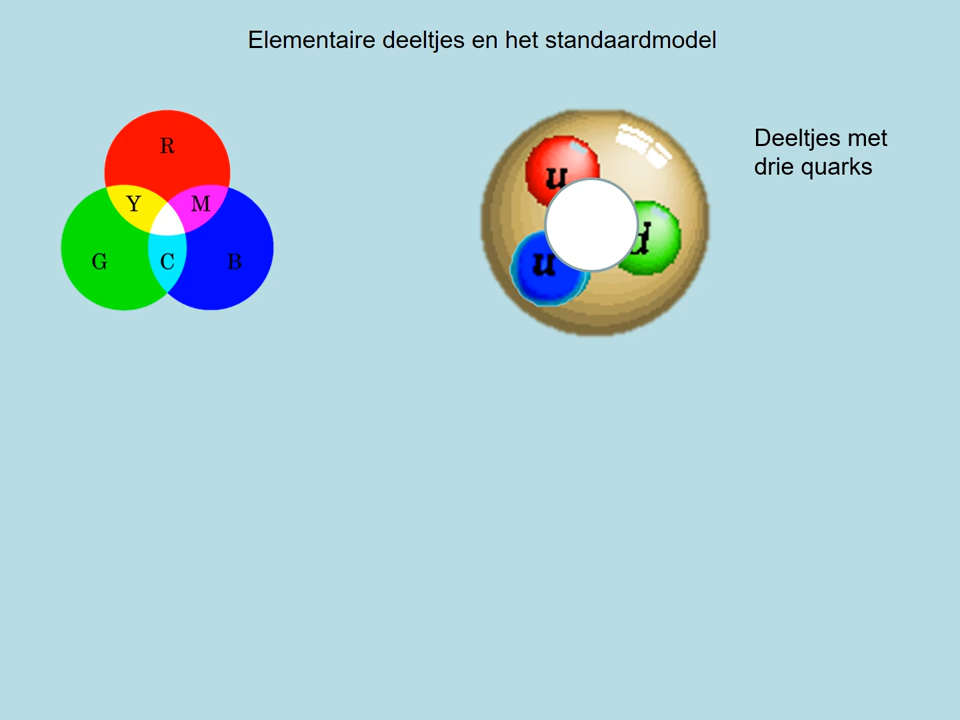 Elementaire deeltjes en het standaardmodel
R
Y M
G C B
u
d
u
Deeltjes met
drie quarks